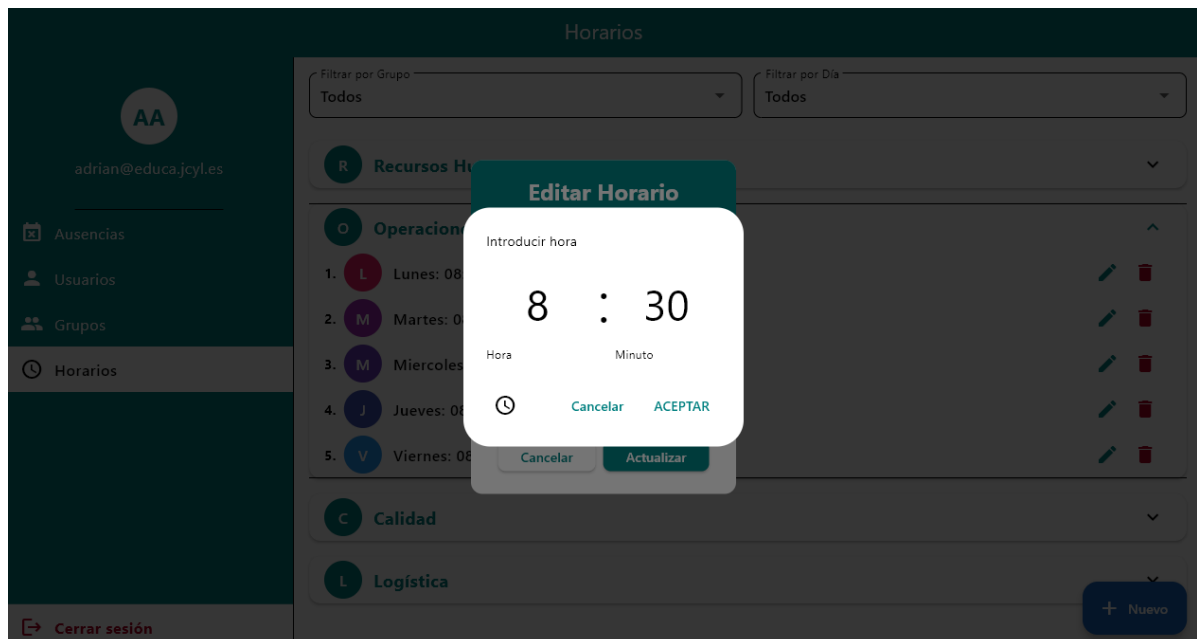 Horarios
AA
adrian@educa.jcyl.es
Ausencias
Usuarios
Grupos
Horarios
Cerrar sesión
Filtrar por Grupo
Todos
Filtrar por Día
Todos
R Recursos Hu
O Operacione
1. L Lunes: 08
2. M Martes: 0
3. M Miercoles
4. J Jueves: 08
5. V Viernes: 08
C Calidad
L Logística
+ Nuevo
Editar Horario
Introducir hora
8 : 30
Hora Minuto
Cancelar ACEPTAR
Cancelar Actualizar